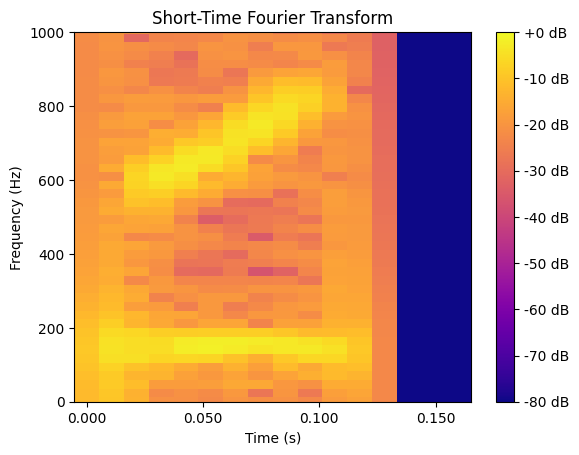 Short-Time Fourier Transform
1000
800
600
400
200
0
Frequency (Hz)
0.000
0.050
0.100
0.150
Time (s)
+0 dB
-10 dB
-20 dB
-30 dB
-40 dB
-50 dB
-60 dB
-70 dB
-80 dB